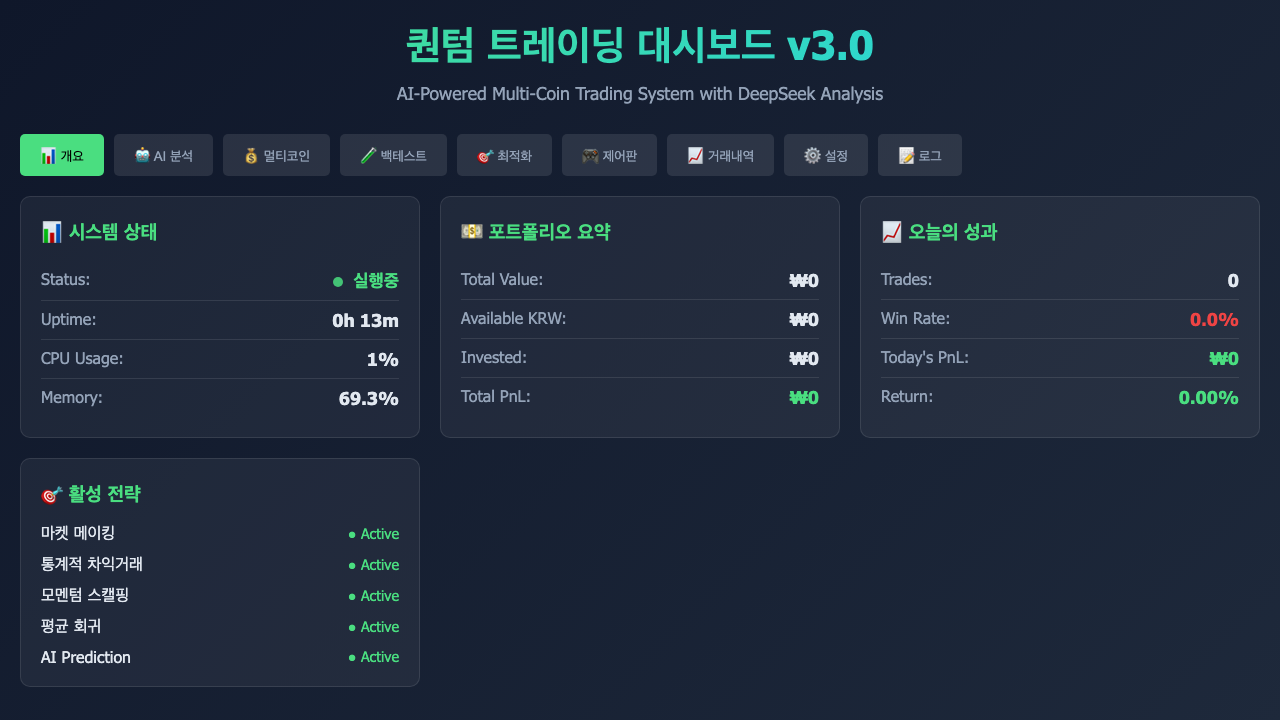 퀀텀 트레이딩 대시보드 v3.0
AI-Powered Multi-Coin Trading System with DeepSeek Analysis
📊 개요
🤖 AI 분석
💰 멀티코인
🧪 백테스트
🎯 최적화
🎮 제어판
📈 거래내역
⚙️ 설정
📝 로그
📊 시스템 상태
Status: ● 실행중
Uptime: 0h 13m
CPU Usage: 1%
Memory: 69.3%
💵 포트폴리오 요약
Total Value: ₩0
Available KRW: ₩0
Invested: ₩0
Total PnL: ₩0
📈 오늘의 성과
Trades: 0
Win Rate: 0.0%
Today's PnL: ₩0
Return: 0.00%
🎯 활성 전략
마켓 메이킹 ● Active
통계적 차익거래 ● Active
모멘텀 스캘핑 ● Active
평균 회귀 ● Active
AI Prediction ● Active